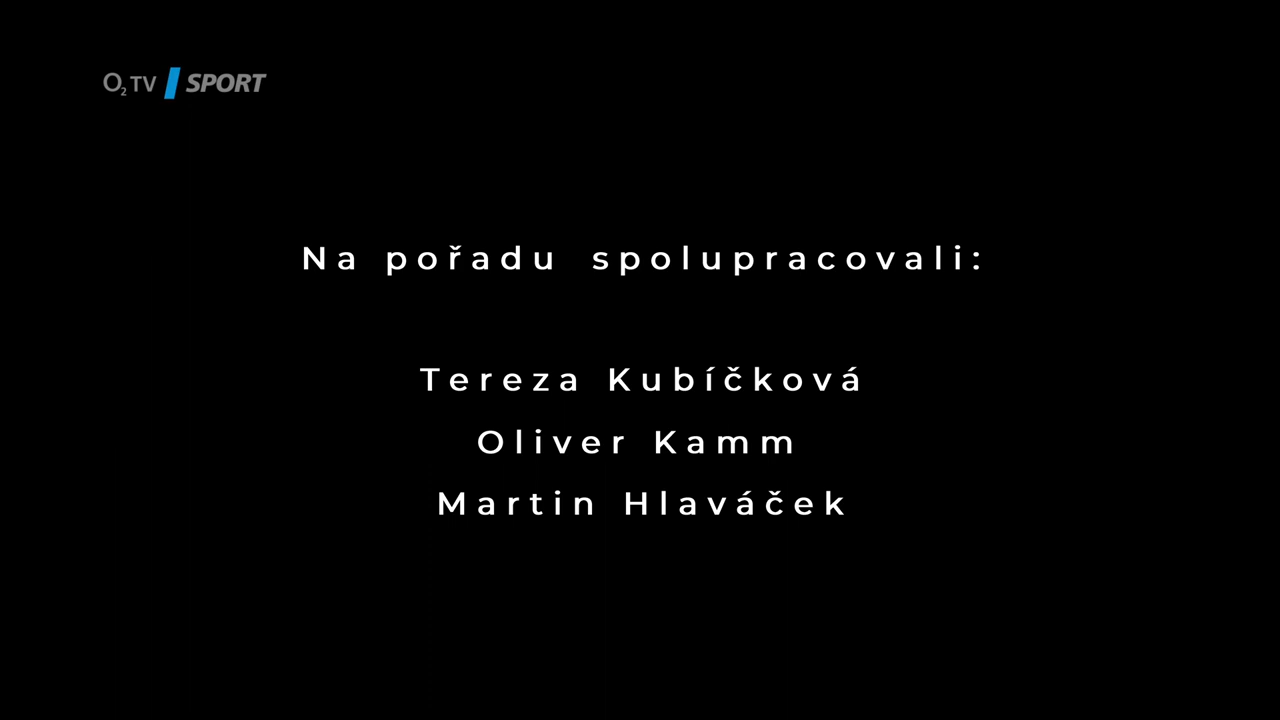 O2 TV SPORT
Na pořadu spolupracovali:
Tereza Kubíčková
Oliver Kamm
Martin Hlaváček